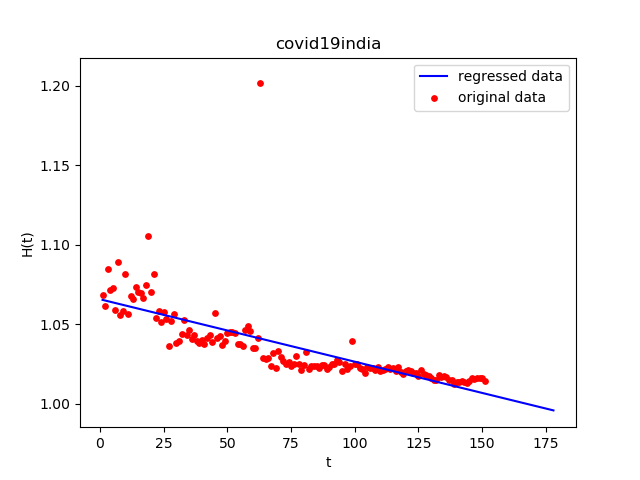 covid19india
regressed data
original data
1.20
1.15
1.10
1.05
1.00
H(t)
0 25 50 75 100 125 150 175
t